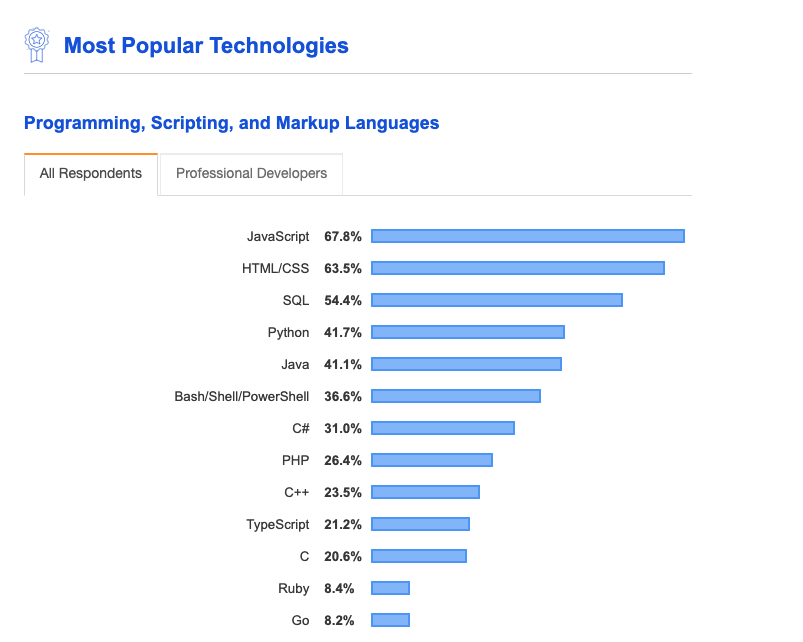 Most Popular Technologies
Programming, Scripting, and Markup Languages
All Respondents Professional Developers
JavaScript 67.8%
HTML/CSS 63.5%
SQL 54.4%
Python 41.7%
Java 41.1%
Bash/Shell/PowerShell 36.6%
C# 31.0%
PHP 26.4%
C++ 23.5%
TypeScript 21.2%
C 20.6%
Ruby 8.4%
Go 8.2%